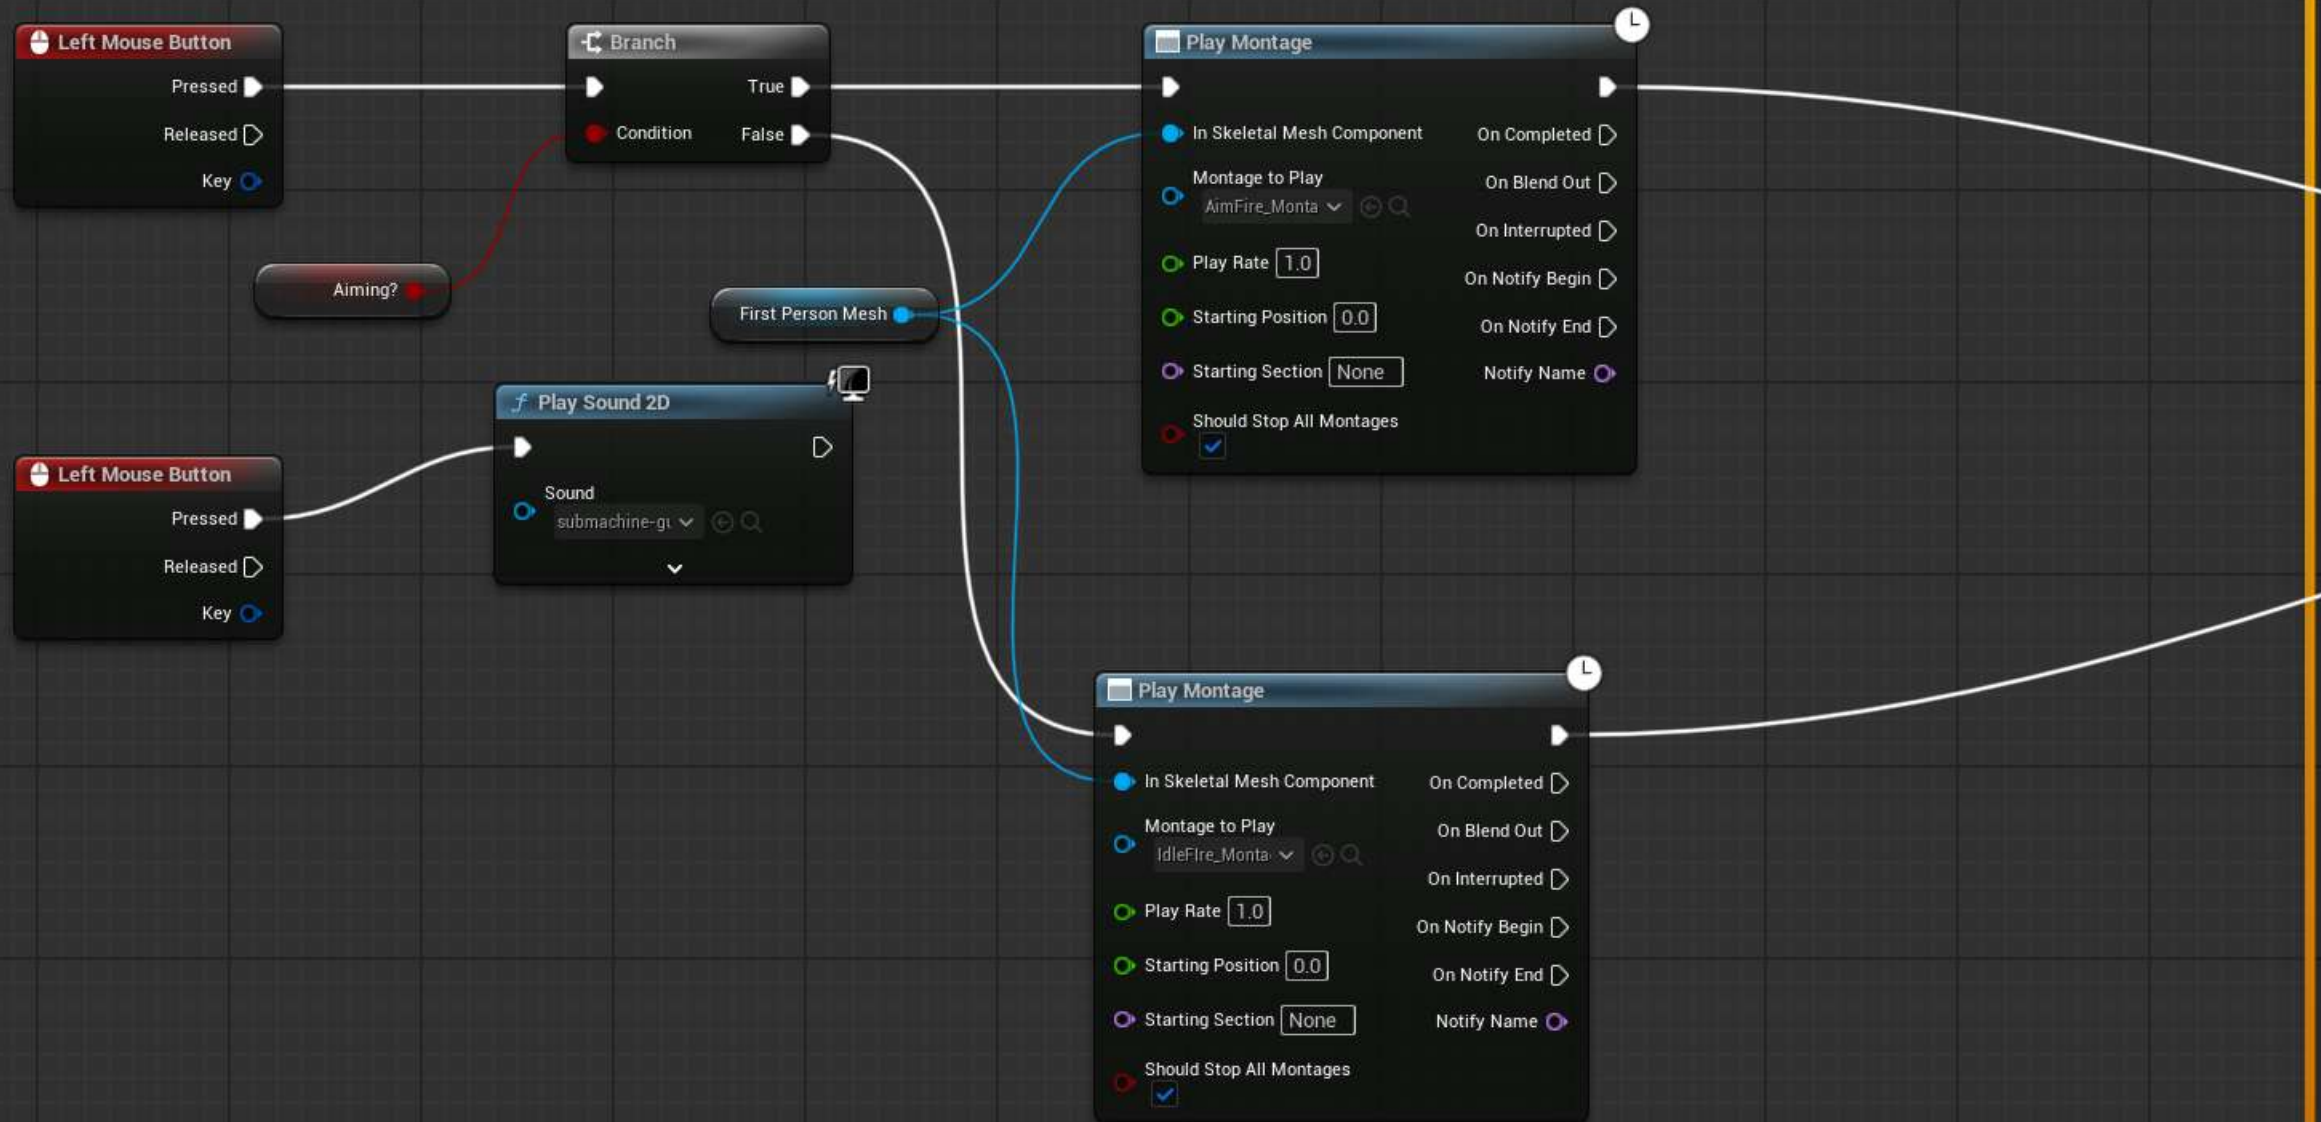 Left Mouse Button
Pressed
Released
Key
Branch
True
Condition
False
Aiming?
First Person Mesh
Play Montage
In Skeletal Mesh Component
On Completed
Montage to Play
AimFire_Monta
On Blend Out
On Interrupted
Play Rate 1.0
On Notify Begin
Starting Position 0.0
On Notify End
Starting Section None
Notify Name
Should Stop All Montages
Left Mouse Button
Pressed
Released
Key
f Play Sound 2D
Sound
submachine-gu
Play Montage
In Skeletal Mesh Component
On Completed
Montage to Play
IdleFIre_Monta
On Blend Out
On Interrupted
Play Rate 1.0
On Notify Begin
Starting Position 0.0
On Notify End
Starting Section None
Notify Name
Should Stop All Montages